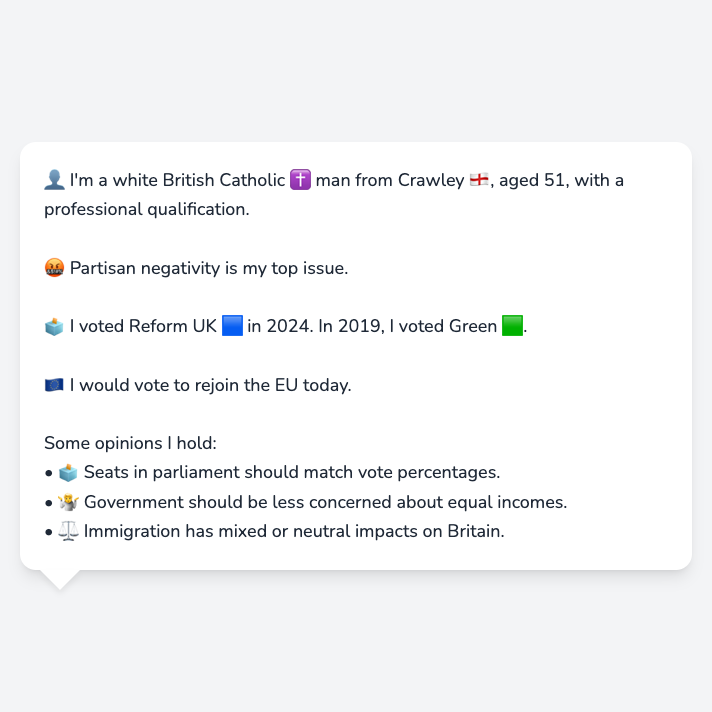 👤 I'm a white British Catholic ✝️ man from Crawley 🏴󠁧󠁢󠁥󠁮󠁧󠁿, aged 51, with a
professional qualification.
🤬 Partisan negativity is my top issue.
🗳️ I voted Reform UK 🟦 in 2024. In 2019, I voted Green 🟩.
🇪🇺 I would vote to rejoin the EU today.
Some opinions I hold:
• 🗳️ Seats in parliament should match vote percentages.
• 🤷 Government should be less concerned about equal incomes.
• ⚖️ Immigration has mixed or neutral impacts on Britain.